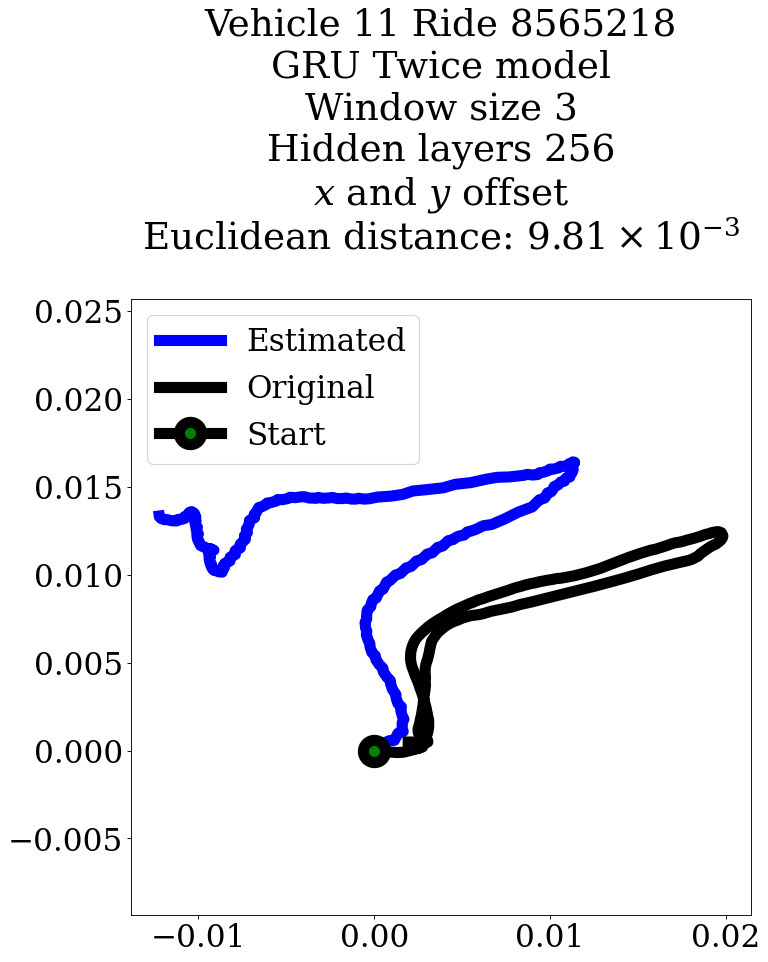 Vehicle 11 Ride 8565218
GRU Twice model
Window size 3
Hidden layers 256
x and y offset
Euclidean distance: 9.81 × 10⁻³
0.025
0.020
0.015
0.010
0.005
0.000
−0.005
Estimated
Original
Start
−0.01 0.00 0.01 0.02